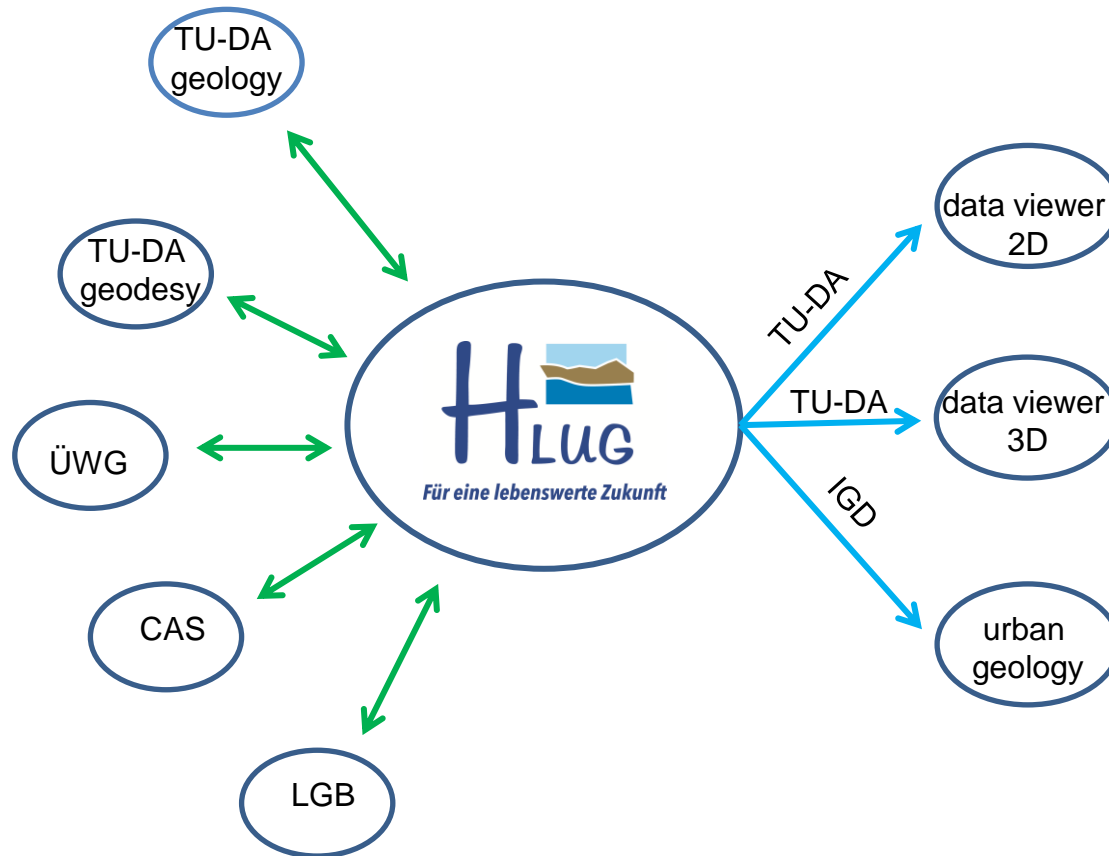 TU-DA
geology
TU-DA
geodesy
ÜWG
CAS
LGB
HLUG
Für eine lebenswerte Zukunft
TU-DA
TU-DA
IGD
data viewer
2D
data viewer
3D
urban
geology